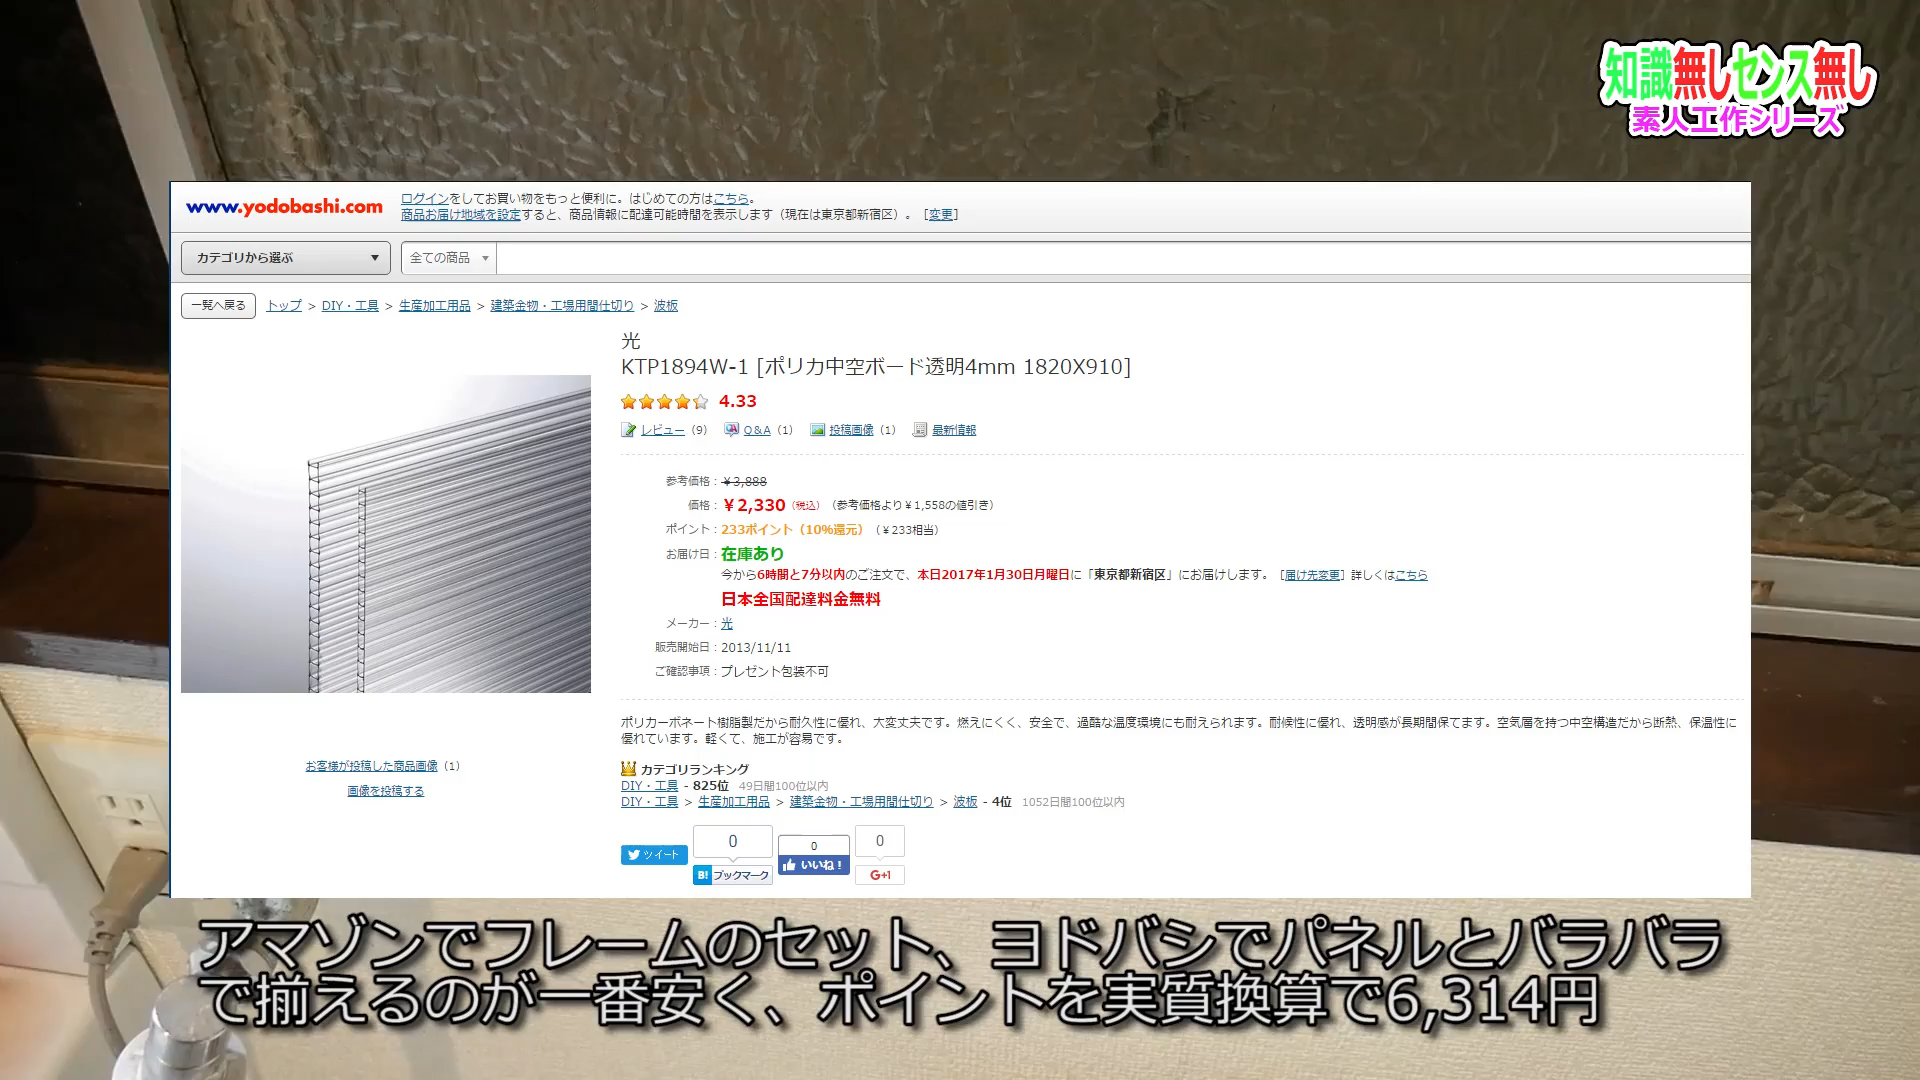 知識無しセンス無し
素人工作シリーズ
www.yodobashi.com
ログインをしてお買い物をもっと便利に。はじめての方はこちら。
商品お届け地域を設定すると、商品情報に配達可能時間を表示します（現在は東京都新宿区）。［変更］
カテゴリから選ぶ ▼
全ての商品 ▼
一覧へ戻る トップ > DIY・工具 > 生産加工用品 > 建築金物・工場用間仕切り > 波板
光
KTP1894W-1 [ポリカ中空ボード透明4mm 1820X910]
4.33
レビュー（9） Q&A（1） 投稿画像（1） 最新情報
参考価格：￥3,888
価格：￥2,330（税込）（参考価格より￥1,558の値引き）
ポイント：233ポイント（10%還元）（￥233相当）
お届け日：在庫あり
今から6時間と7分以内のご注文で、本日2017年1月30日月曜日に「東京都新宿区」にお届けします。［届け先変更］詳しくはこちら
日本全国配達料金無料
メーカー：光
販売開始日：2013/11/11
ご確認事項：プレゼント包装不可
ポリカーボネート樹脂製だから耐久性に優れ、大変丈夫です。燃えにくく、安全で、過酷な温度環境にも耐えられます。耐候性に優れ、透明感が長期間保てます。空気層を持つ中空構造だから断熱、保温性に
優れています。軽くて、施工が容易です。
お客様が投稿した商品画像（1）
画像を投稿する
カテゴリランキング
DIY・工具 - 825位 49日間100位以内
DIY・工具 > 生産加工用品 > 建築金物・工場用間仕切り > 波板 - 4位 1052日間100位以内
0 0 0
ツイート B!ブックマーク いいね！ G+1
アマゾンでフレームのセット、ヨドバシでパネルとバラバラ
で揃えるのが一番安く、ポイントを実質換算で6,314円